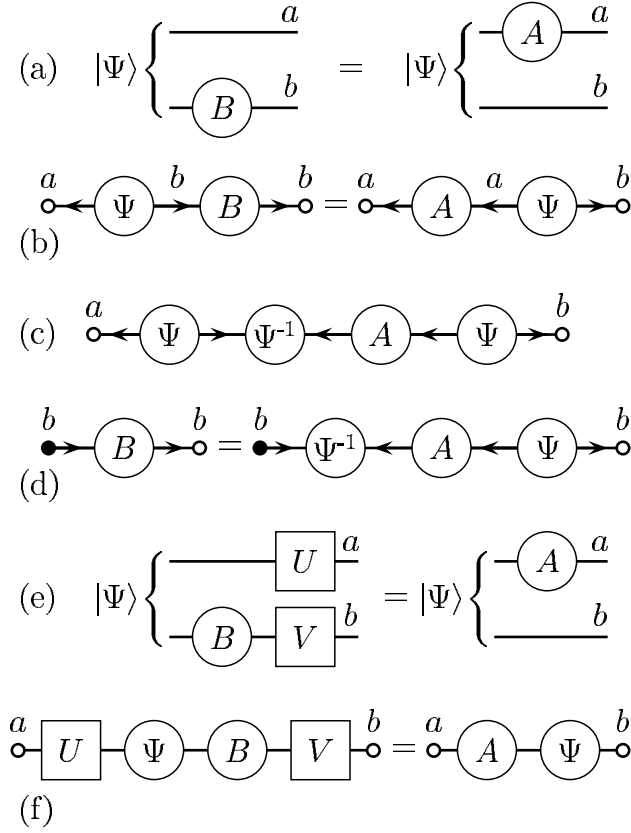 a a
A
(a) |Ψ⟩ = |Ψ⟩
b b
B
a b b a a b
Ψ B = A Ψ
(b)
a b
(c) Ψ Ψ⁻¹ A Ψ
b b b b
B = Ψ⁻¹ A Ψ
(d)
a a
U A
(e) |Ψ⟩ = |Ψ⟩
b b
B V
a b a b
U Ψ B V = A Ψ
(f)